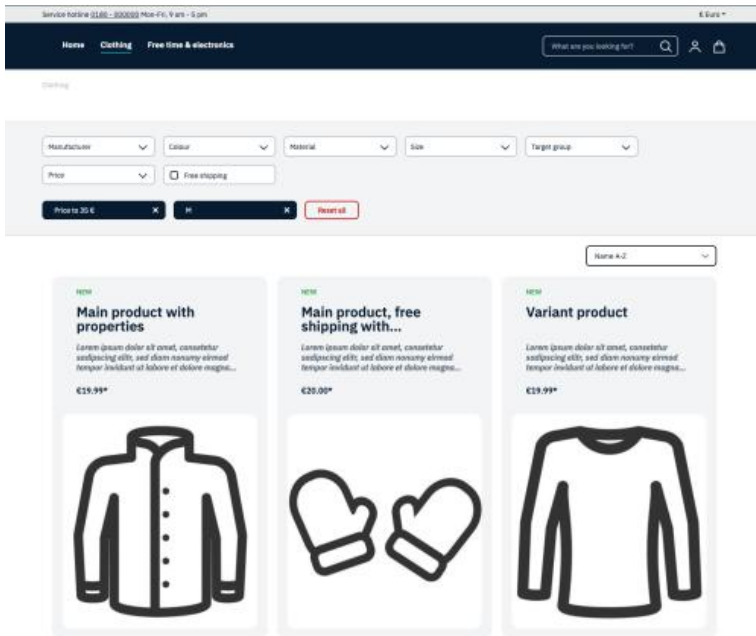 Service hotline 0180 - 000000 Mon-Fri, 9 am - 5 pm
€ Euro
Home Clothing Free time & electronics
What are you looking for?
Clothing
Manufacturer Colour Material Size Target group
Price Free shipping
Price to 35 € × M × Reset all
Name A-Z
NEW
Main product with
properties
Lorem ipsum dolor sit amet, consetetur
sadipscing elitr, sed diam nonumy eirmod
tempor invidunt ut labore et dolore magna...
€19.99*
NEW
Main product, free
shipping with...
Lorem ipsum dolor sit amet, consetetur
sadipscing elitr, sed diam nonumy eirmod
tempor invidunt ut labore et dolore magna...
€20.00*
NEW
Variant product
Lorem ipsum dolor sit amet, consetetur
sadipscing elitr, sed diam nonumy eirmod
tempor invidunt ut labore et dolore magna...
€19.99*